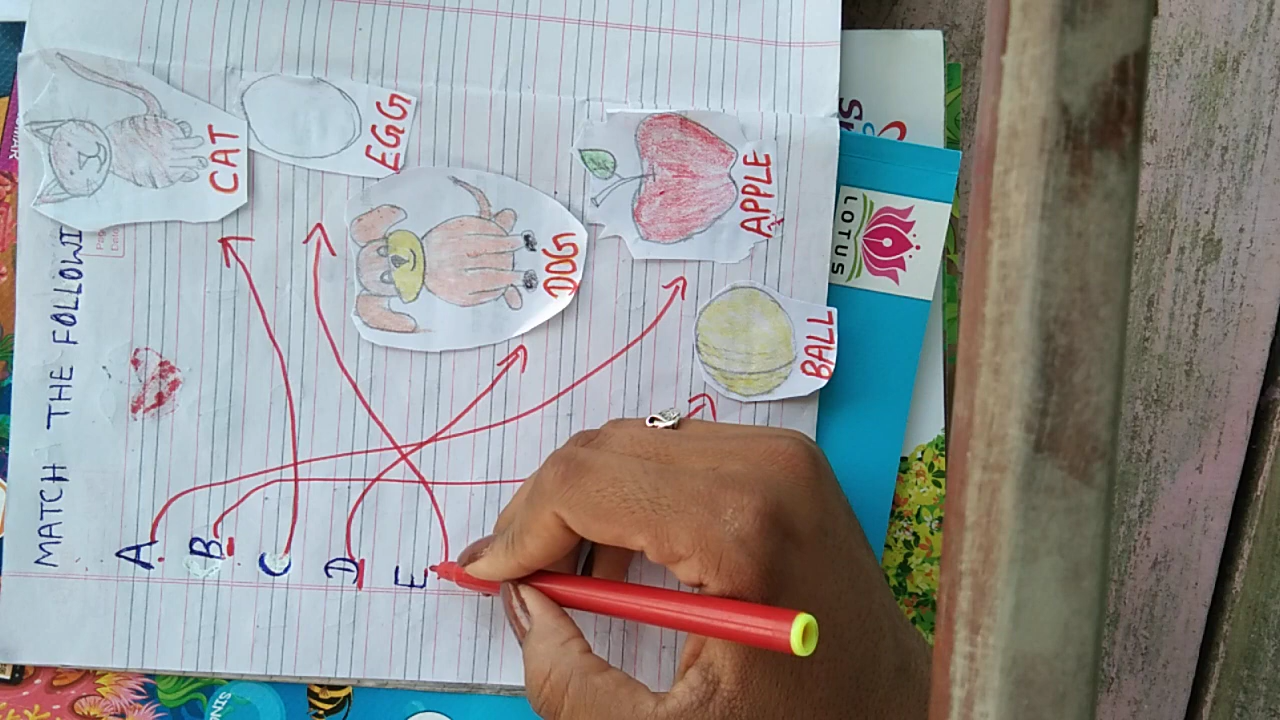 MATCH THE FOLLOWI
A
B
C
D
E
CAT
EGG
DOG
APPLE
BALL
LOTUS